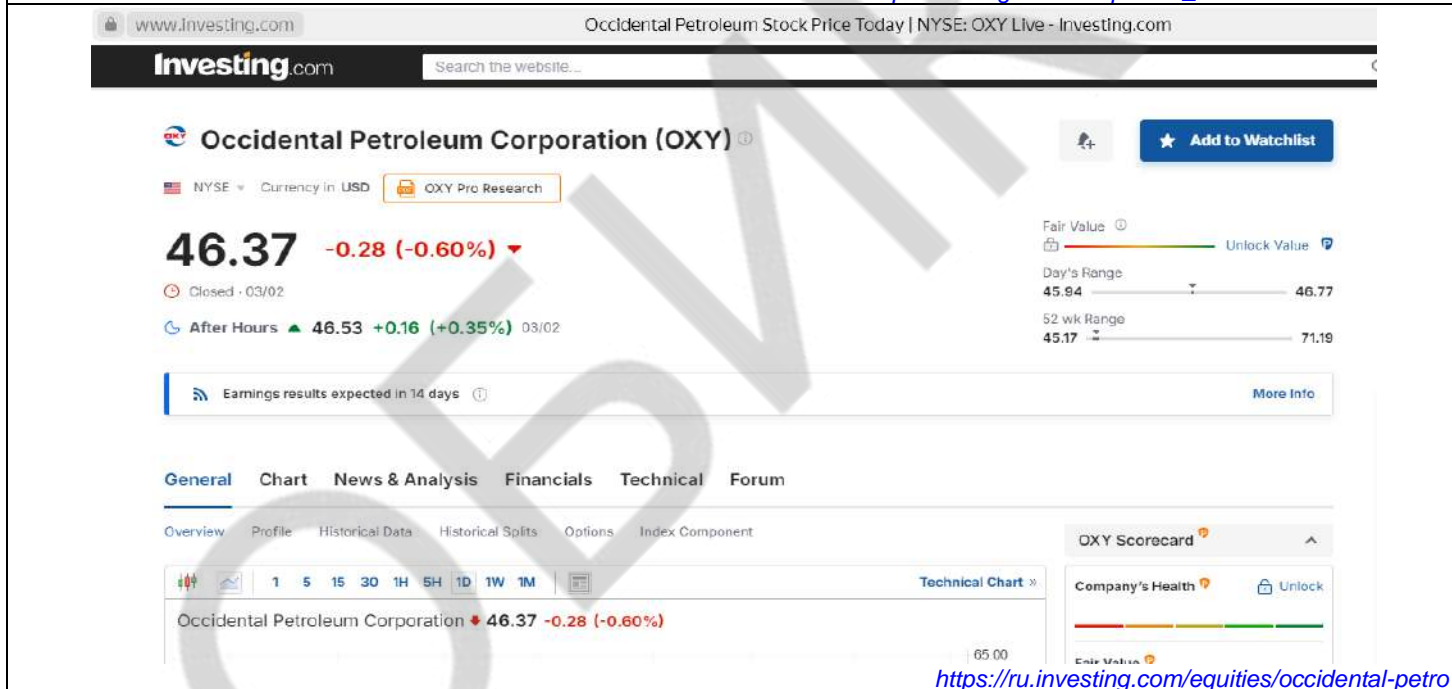 www.Investing.com
Occidental Petroleum Stock Price Today | NYSE: OXY Live - Investing.com
Investing.com
Search the website...
OXY
Occidental Petroleum Corporation (OXY)
Add to Watchlist
NYSE
Currency in USD
OXY Pro Research
46.37 -0.28 (-0.60%)
Closed · 03/02
After Hours 46.53 +0.16 (+0.35%) 03/02
Fair Value
Unlock Value
Day's Range
45.94 46.77
52 wk Range
45.17 71.19
Earnings results expected in 14 days
More Info
General Chart News & Analysis Financials Technical Forum
Overview Profile Historical Data Historical Splits Options Index Component
1 5 15 30 1H 5H 1D 1W 1M
Technical Chart »
Occidental Petroleum Corporation 46.37 -0.28 (-0.60%)
65.00
OXY Scorecard
Company's Health
Unlock
Fair Value
https://ru.investing.com/equities/occidental-petro